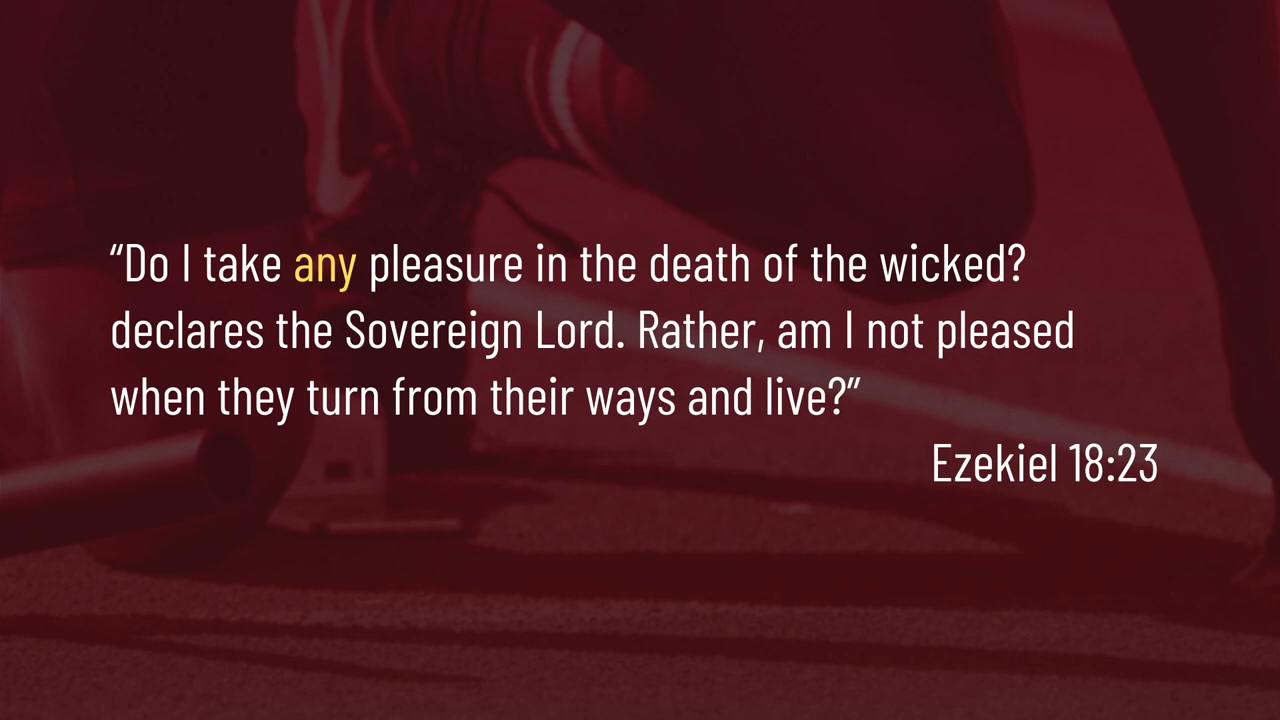 “Do I take any pleasure in the death of the wicked?
declares the Sovereign Lord. Rather, am I not pleased
when they turn from their ways and live?”
Ezekiel 18:23